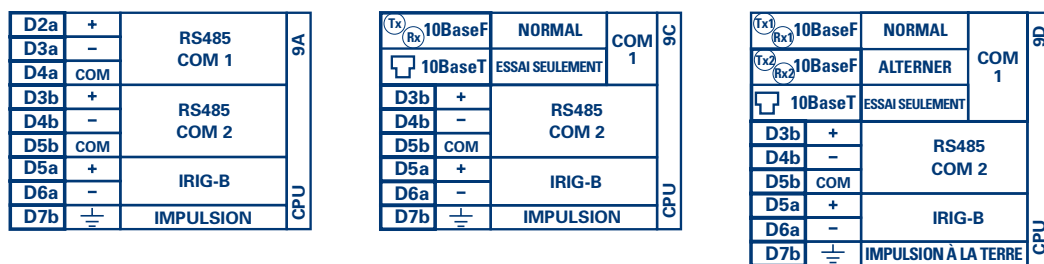 D2a + RS485 COM 1 9A
D3a –
D4a COM
D3b + RS485 COM 2
D4b –
D5b COM
D5a + IRIG-B
D6a –
D7b IMPULSION CPU
Tx Rx 10BaseF NORMAL COM 1 9C
10BaseT ESSAI SEULEMENT
D3b + RS485 COM 2
D4b –
D5b COM
D5a + IRIG-B
D6a –
D7b IMPULSION CPU
Tx1 Rx1 10BaseF NORMAL COM 1 9D
Tx2 Rx2 10BaseF ALTERNER
10BaseT ESSAI SEULEMENT
D3b + RS485 COM 2
D4b –
D5b COM
D5a + IRIG-B
D6a –
D7b IMPULSION À LA TERRE CPU